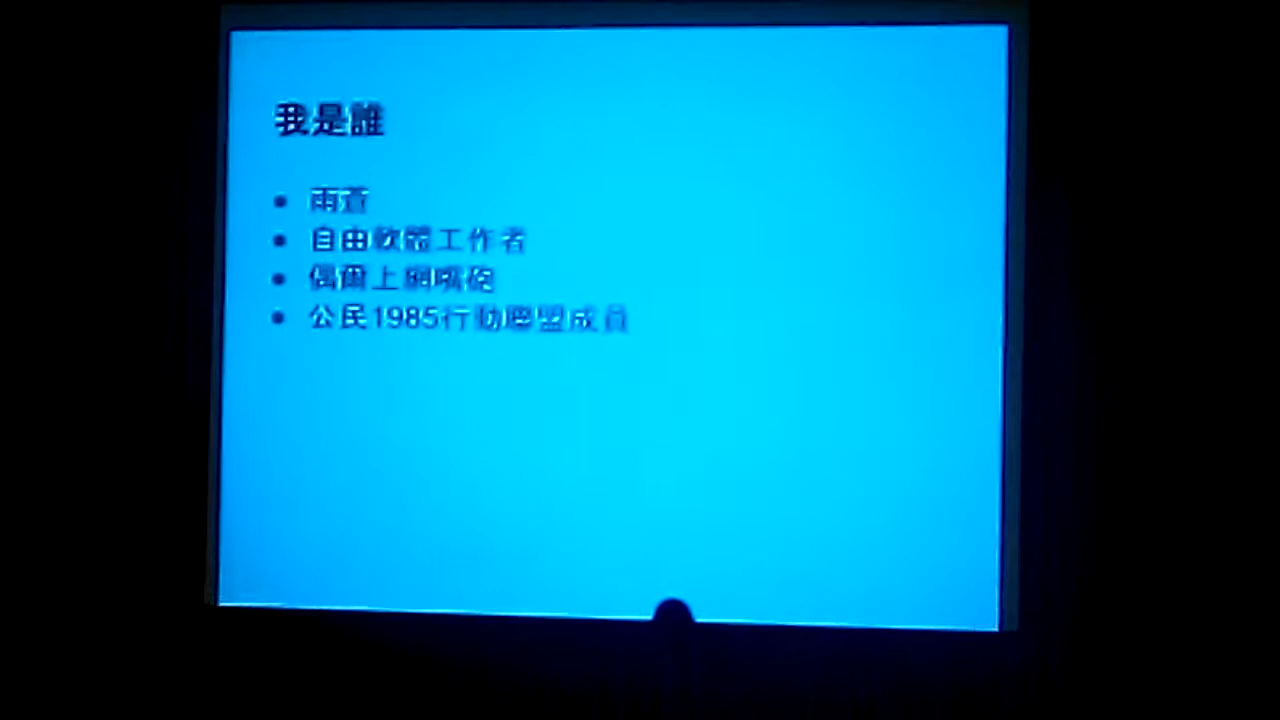 我是誰
雨蒼
自由軟體工作者
偶爾上網嘴砲
公民1985行動聯盟成員